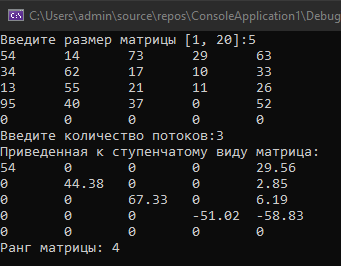 C:\Users\admin\source\repos\ConsoleApplication1\Debug
Введите размер матрицы [1, 20]:5
54 14 73 29 63
34 62 17 10 33
13 55 21 11 26
95 40 37 0 52
0 0 0 0 0
Введите количество потоков:3
Приведенная к ступенчатому виду матрица:
54 0 0 0 29.56
0 44.38 0 0 2.85
0 0 67.33 0 6.19
0 0 0 -51.02 -58.83
0 0 0 0 0
Ранг матрицы: 4